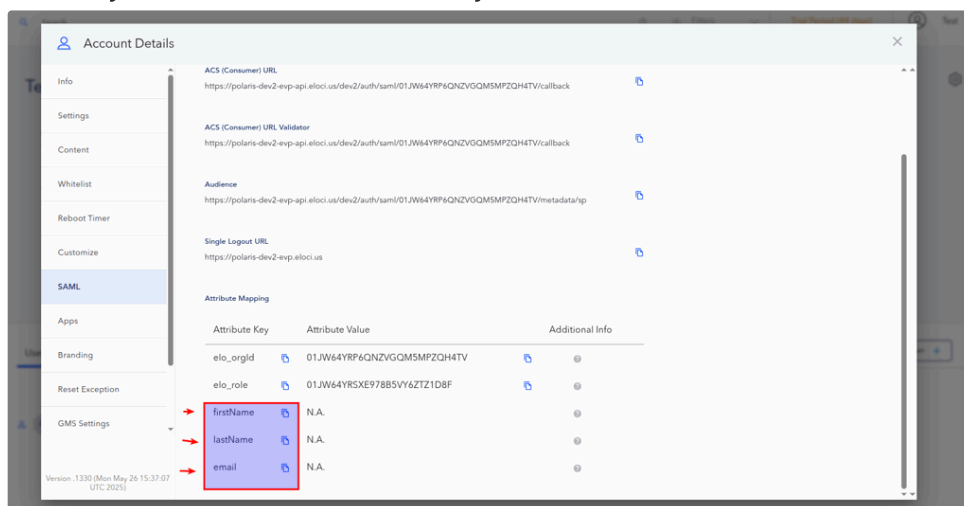 Account Details
Info
Settings
Content
Whitelist
Reboot Timer
Customize
SAML
Apps
Branding
Reset Exception
GMS Settings
Version .1330 (Mon May 26 15:37:07
UTC 2025)
ACS (Consumer) URL
https://polaris-dev2-evp-api.eloci.us/dev2/auth/saml/01JW64YRP6QNZVGQM5MPZQH4TV/callback
ACS (Consumer) URL Validator
https://polaris-dev2-evp-api.eloci.us/dev2/auth/saml/01JW64YRP6QNZVGQM5MPZQH4TV/callback
Audience
https://polaris-dev2-evp-api.eloci.us/dev2/auth/saml/01JW64YRP6QNZVGQM5MPZQH4TV/metadata/sp
Single Logout URL
https://polaris-dev2-evp.eloci.us
Attribute Mapping
Attribute Key Attribute Value Additional Info
elo_orgId 01JW64YRP6QNZVGQM5MPZQH4TV
elo_role 01JW64YRSXE978B5VY6ZTZ1D8F
firstName N.A.
lastName N.A.
email N.A.